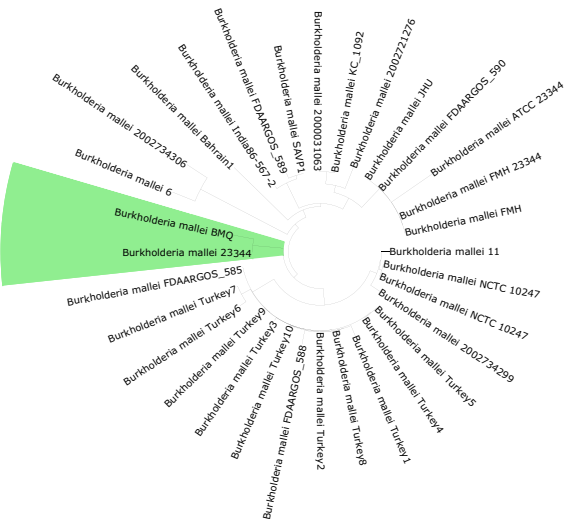 Burkholderia mallei FDAARGOS_589
Burkholderia mallei SAVP1
Burkholderia mallei 2000031063
Burkholderia mallei KC_1092
Burkholderia mallei 2002721276
Burkholderia mallei JHU
Burkholderia mallei FDAARGOS_590
Burkholderia mallei ATCC 23344
Burkholderia mallei FMH 23344
Burkholderia mallei FMH
Burkholderia mallei 11
Burkholderia mallei NCTC 10247
Burkholderia mallei NCTC 10247
Burkholderia mallei 2002734299
Burkholderia mallei Turkey5
Burkholderia mallei Turkey4
Burkholderia mallei Turkey1
Burkholderia mallei Turkey8
Burkholderia mallei Turkey2
Burkholderia mallei FDAARGOS_588
Burkholderia mallei Turkey10
Burkholderia mallei Turkey3
Burkholderia mallei Turkey9
Burkholderia mallei Turkey6
Burkholderia mallei Turkey7
Burkholderia mallei FDAARGOS_585
Burkholderia mallei 23344
Burkholderia mallei BMQ
Burkholderia mallei 6
Burkholderia mallei 2002734306
Burkholderia mallei Bahrain1
Burkholderia mallei India86-567-2